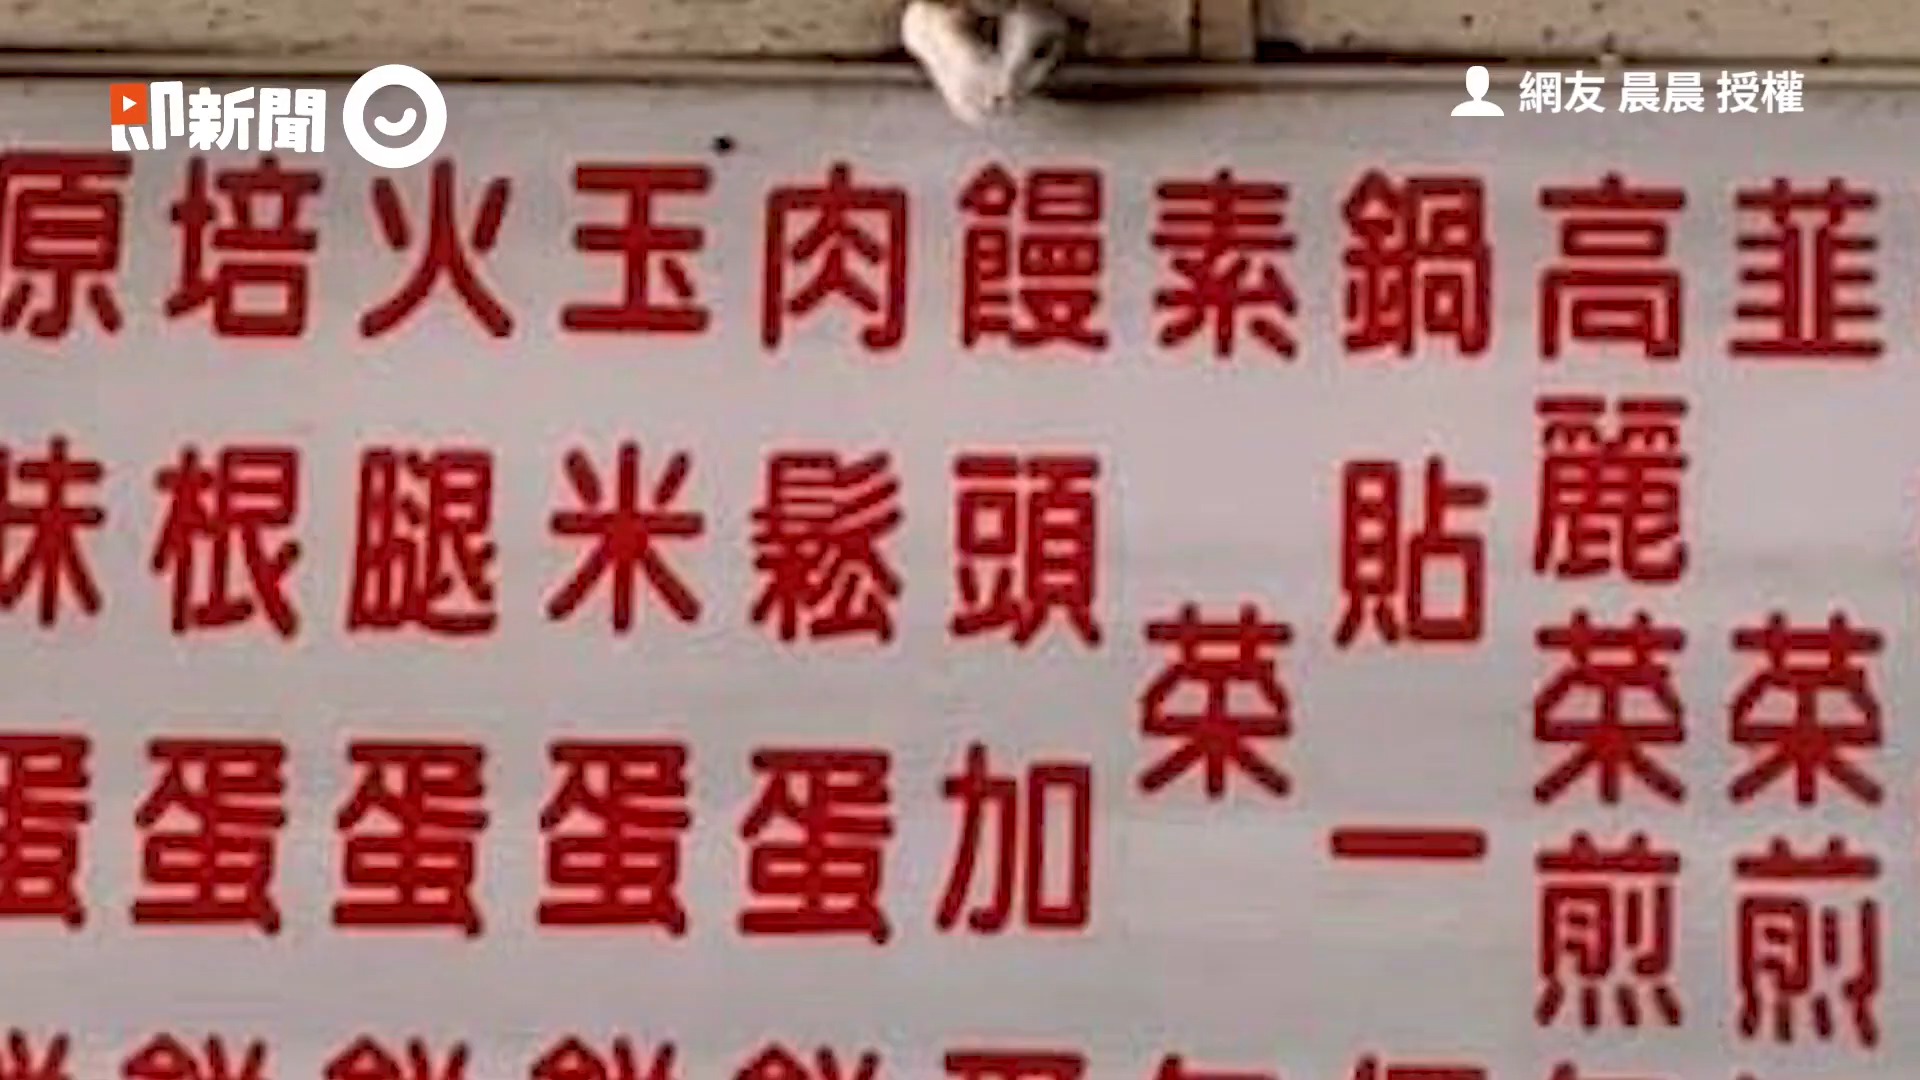 即新聞
網友 晨晨 授權
韮菜煎
高麗菜煎
鍋貼一
素菜
饅頭加
肉鬆蛋
玉米蛋
火腿蛋
培根蛋
原味蛋